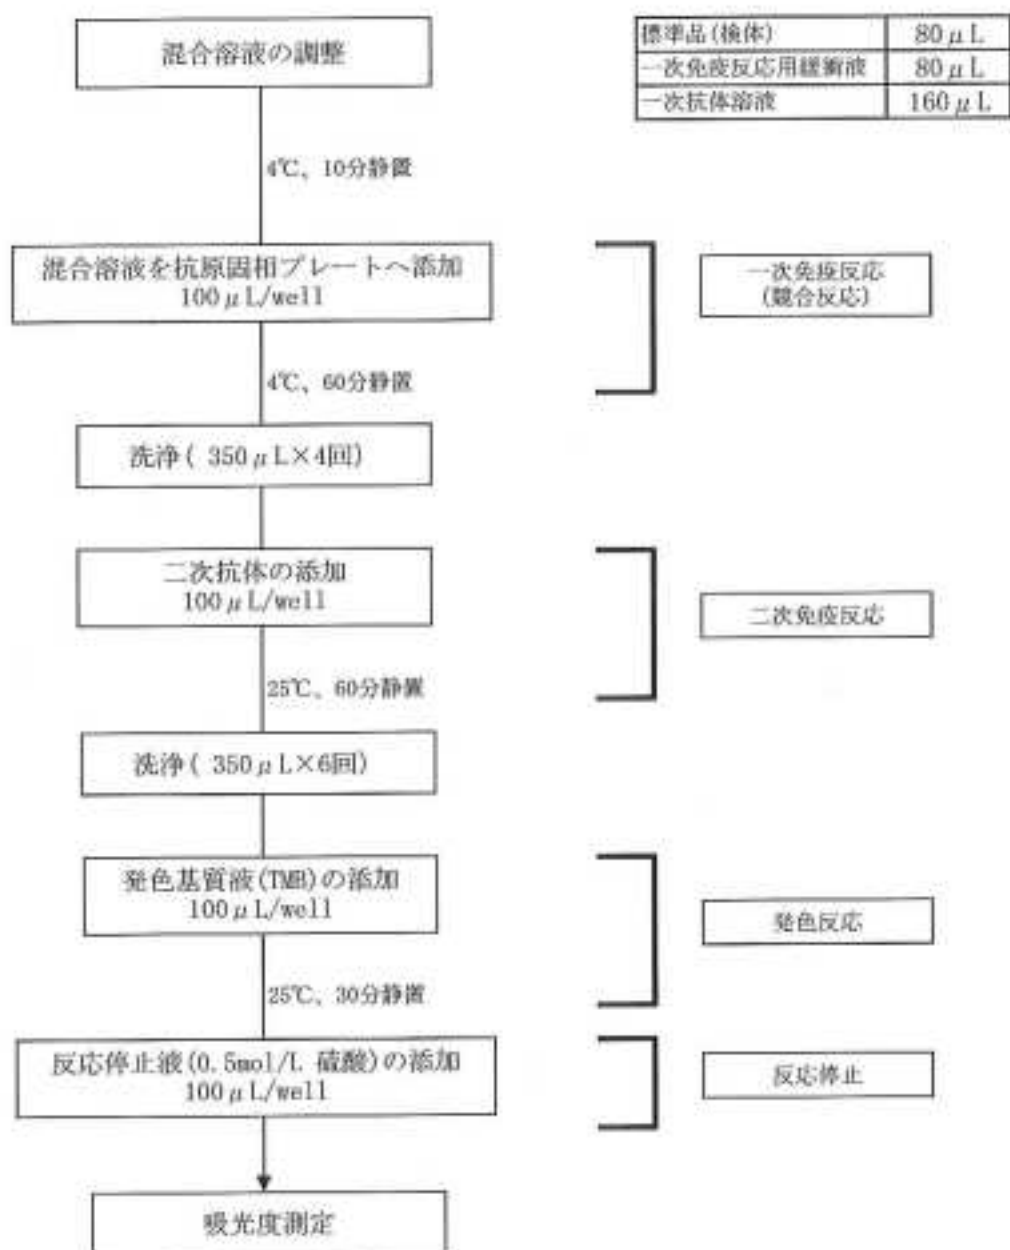 混合溶液の調整
標準品(検体) 80μL
一次免疫反応用緩衝液 80μL
一次抗体溶液 160μL
4℃、10分静置
混合溶液を抗原固相プレートへ添加
100μL/well
一次免疫反応
(競合反応)
4℃、60分静置
洗浄( 350μL×4回)
二次抗体の添加
100μL/well
二次免疫反応
25℃、60分静置
洗浄( 350μL×6回)
発色基質液(TMB)の添加
100μL/well
発色反応
25℃、30分静置
反応停止液(0.5mol/L 硫酸)の添加
100μL/well
反応停止
吸光度測定